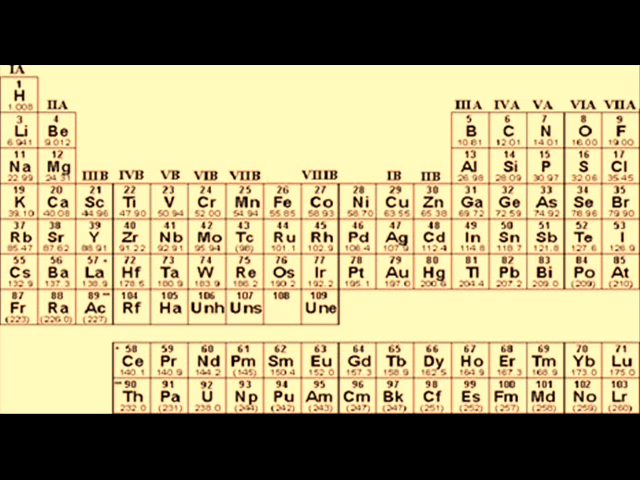 IA
1
H
1.008
IIA
IIIA IVA VA VIA VIIA
3 4 5 6 7 8 9
Li Be B C N O F
6.941 9.012 10.81 12.01 14.01 16.00 19.00
11 12 13 14 15 16 17
Na Mg Al Si P S Cl
22.99 24.31 26.98 28.09 30.97 32.06 35.45
IIIB IVB VB VIB VIIB VIIIB IB IIB
19 20 21 22 23 24 25 26 27 28 29 30 31 32 33 34 35
K Ca Sc Ti V Cr Mn Fe Co Ni Cu Zn Ga Ge As Se Br
39.10 40.08 44.96 47.90 50.94 52.00 54.94 55.85 58.93 58.70 63.55 65.38 69.72 72.59 74.92 78.96 79.90
37 38 39 40 41 42 43 44 45 46 47 48 49 50 51 52 53
Rb Sr Y Zr Nb Mo Tc Ru Rh Pd Ag Cd In Sn Sb Te I
85.47 87.62 88.91 91.22 92.91 95.94 (98) 101.1 102.9 106.4 107.9 112.4 114.8 118.7 121.8 127.6 126.9
55 56 57 * 72 73 74 75 76 77 78 79 80 81 82 83 84 85
Cs Ba La Hf Ta W Re Os Ir Pt Au Hg Tl Pb Bi Po At
132.9 137.3 138.9 178.5 180.9 183.9 186.2 190.2 192.2 195.1 197.0 200.6 204.4 207.2 209.0 (210) (210)
87 88 89 ** 104 105 106 107 108 109
Fr Ra Ac Rf Ha Unh Uns Une
(223) (226.0) (227)
* 58 59 60 61 62 63 64 65 66 67 68 69 70 71
Ce Pr Nd Pm Sm Eu Gd Tb Dy Ho Er Tm Yb Lu
140.1 140.9 144.2 (145) 150.4 152.0 157.3 158.9 162.5 164.9 167.3 168.9 173.0 175.0
** 90 91 92 93 94 95 96 97 98 99 100 101 102 103
Th Pa U Np Pu Am Cm Bk Cf Es Fm Md No Lr
232.0 (231) 238.0 (244) (242) (243) (247) (247) (251) (252) (257) (258) (259) (260)